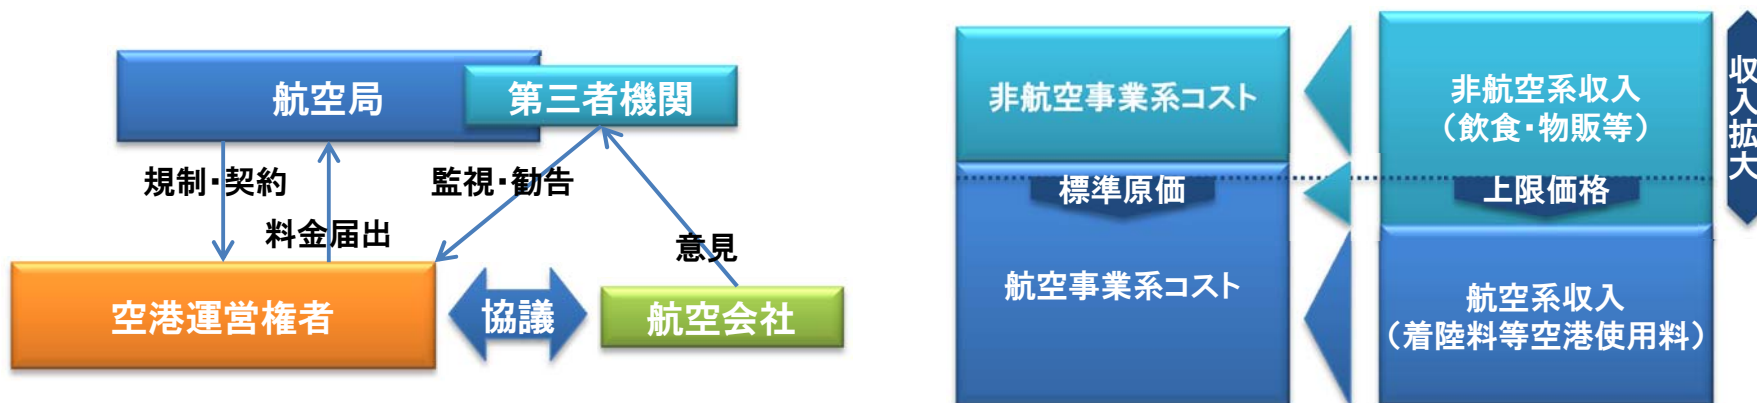 航空局
第三者機関
規制・契約
監視・勧告
料金届出
意見
空港運営権者
協議
航空会社
非航空事業系コスト
標準原価
航空事業系コスト
非航空系収入
（飲食・物販等）
上限価格
航空系収入
（着陸料等空港使用料）
収入拡大